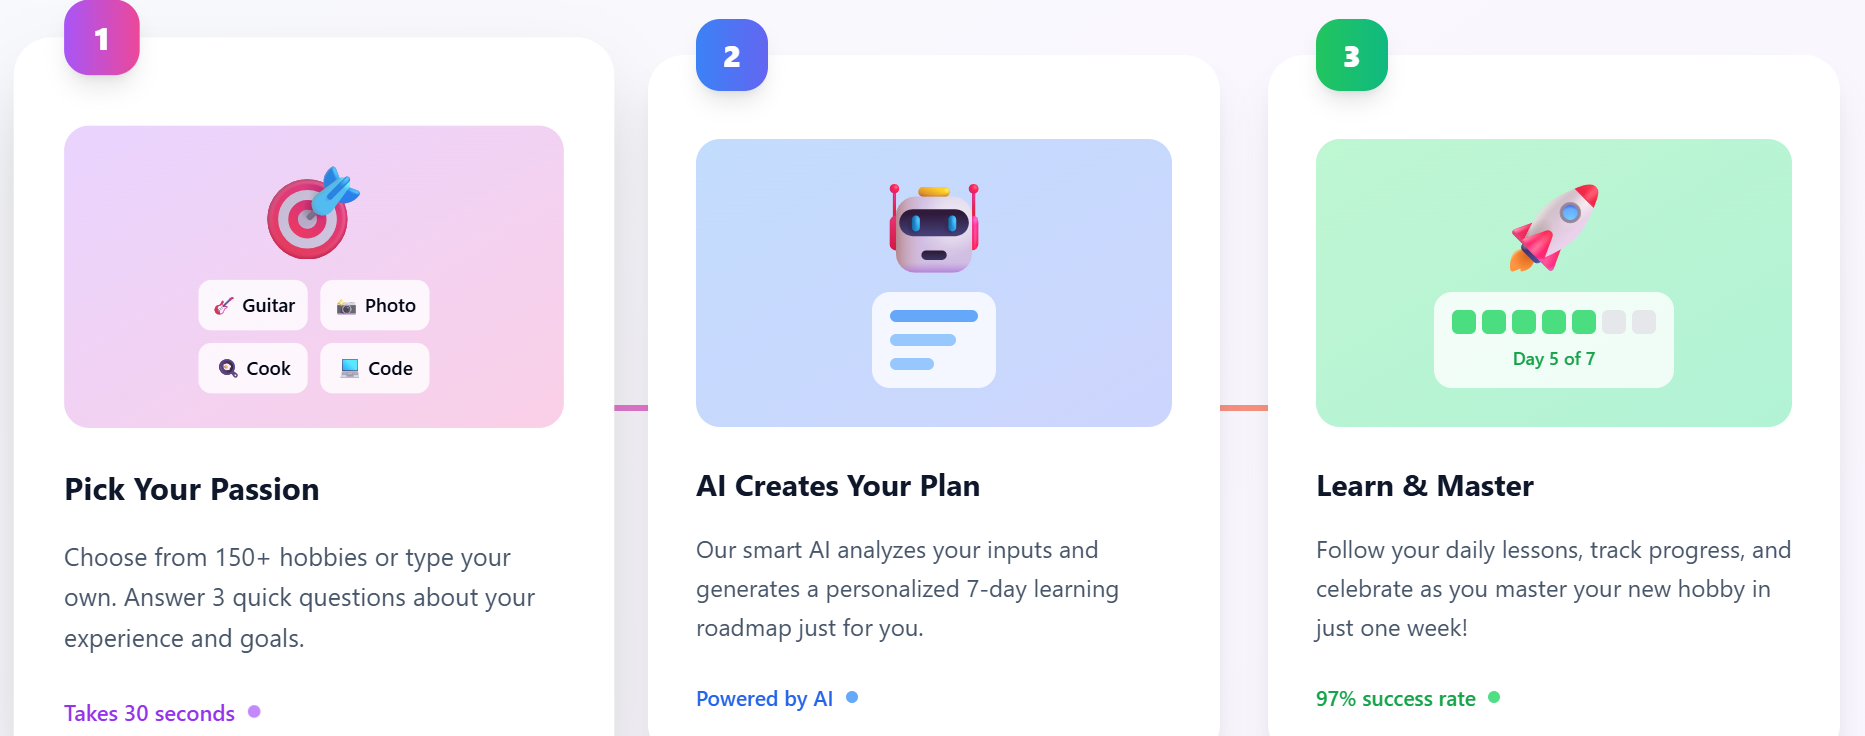 1
Guitar
Photo
Cook
Code
Pick Your Passion
Choose from 150+ hobbies or type your
own. Answer 3 quick questions about your
experience and goals.
Takes 30 seconds
2
AI Creates Your Plan
Our smart AI analyzes your inputs and
generates a personalized 7-day learning
roadmap just for you.
Powered by AI
3
Day 5 of 7
Learn & Master
Follow your daily lessons, track progress, and
celebrate as you master your new hobby in
just one week!
97% success rate